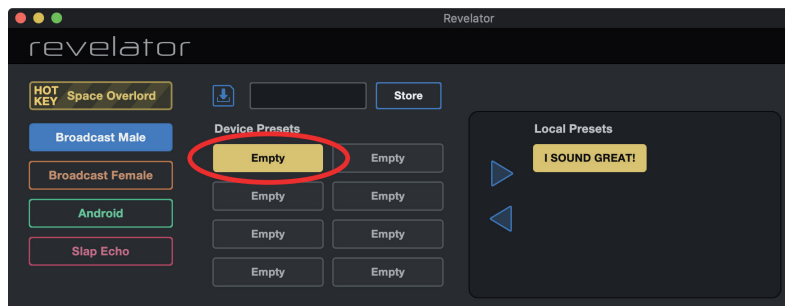 Revelator
revelator
HOT KEY Space Overlord
Store
Broadcast Male
Device Presets
Local Presets
Empty
Empty
I SOUND GREAT!
Broadcast Female
Empty
Empty
Android
Empty
Empty
Slap Echo
Empty
Empty